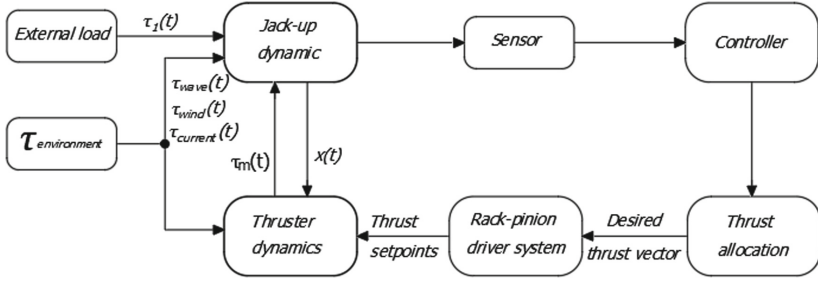 External load
τ₁(t)
Jack-up
dynamic
Sensor
Controller
τwave(t)
τwind(t)
τcurrent(t)
τ environment
τm(t)
x(t)
Thruster
dynamics
Thrust
setpoints
Rack-pinion
driver system
Desired
thrust vector
Thrust
allocation